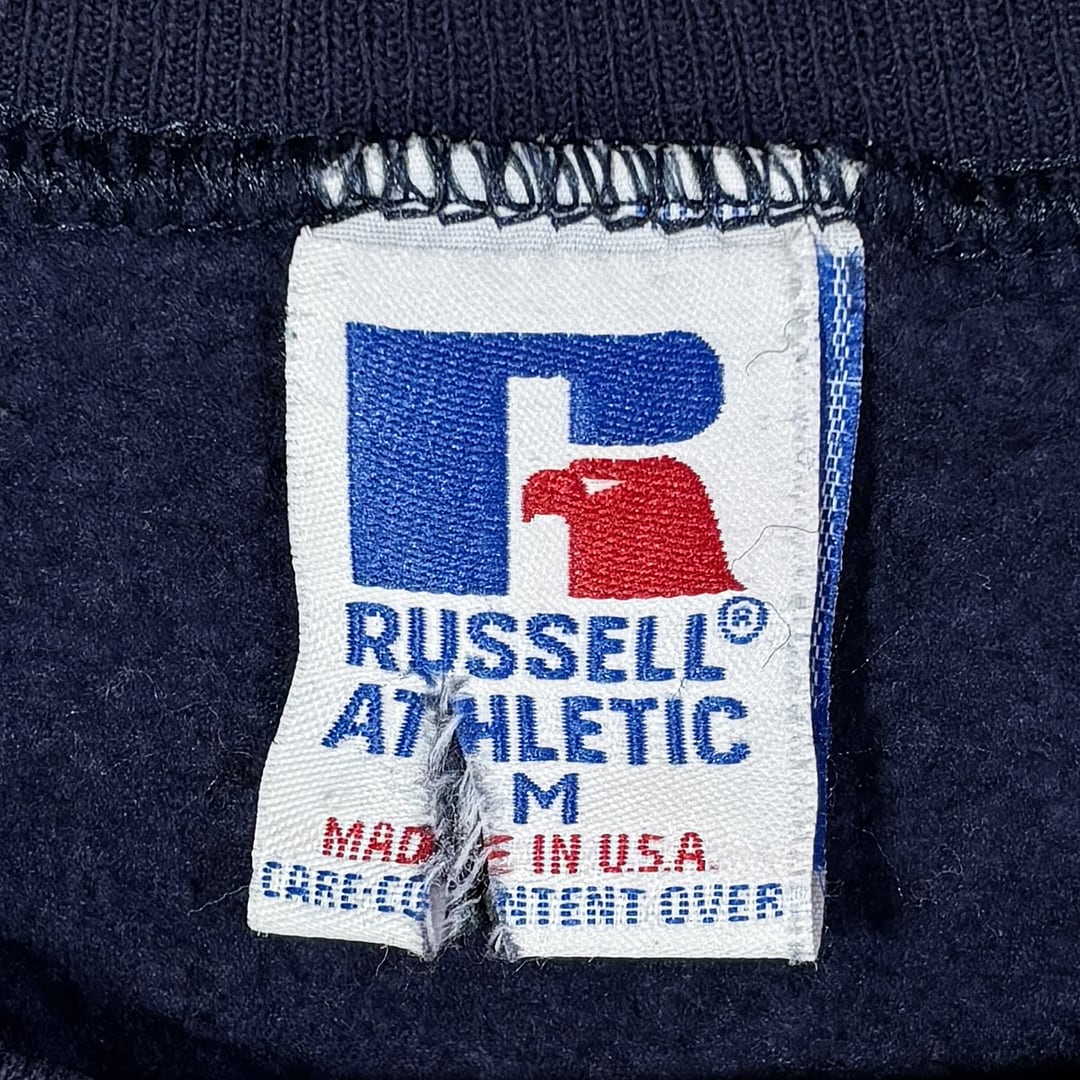 R
RUSSELL®
ATHLETIC
M
MADE IN U.S.A.
CARE-CONTENT OVER